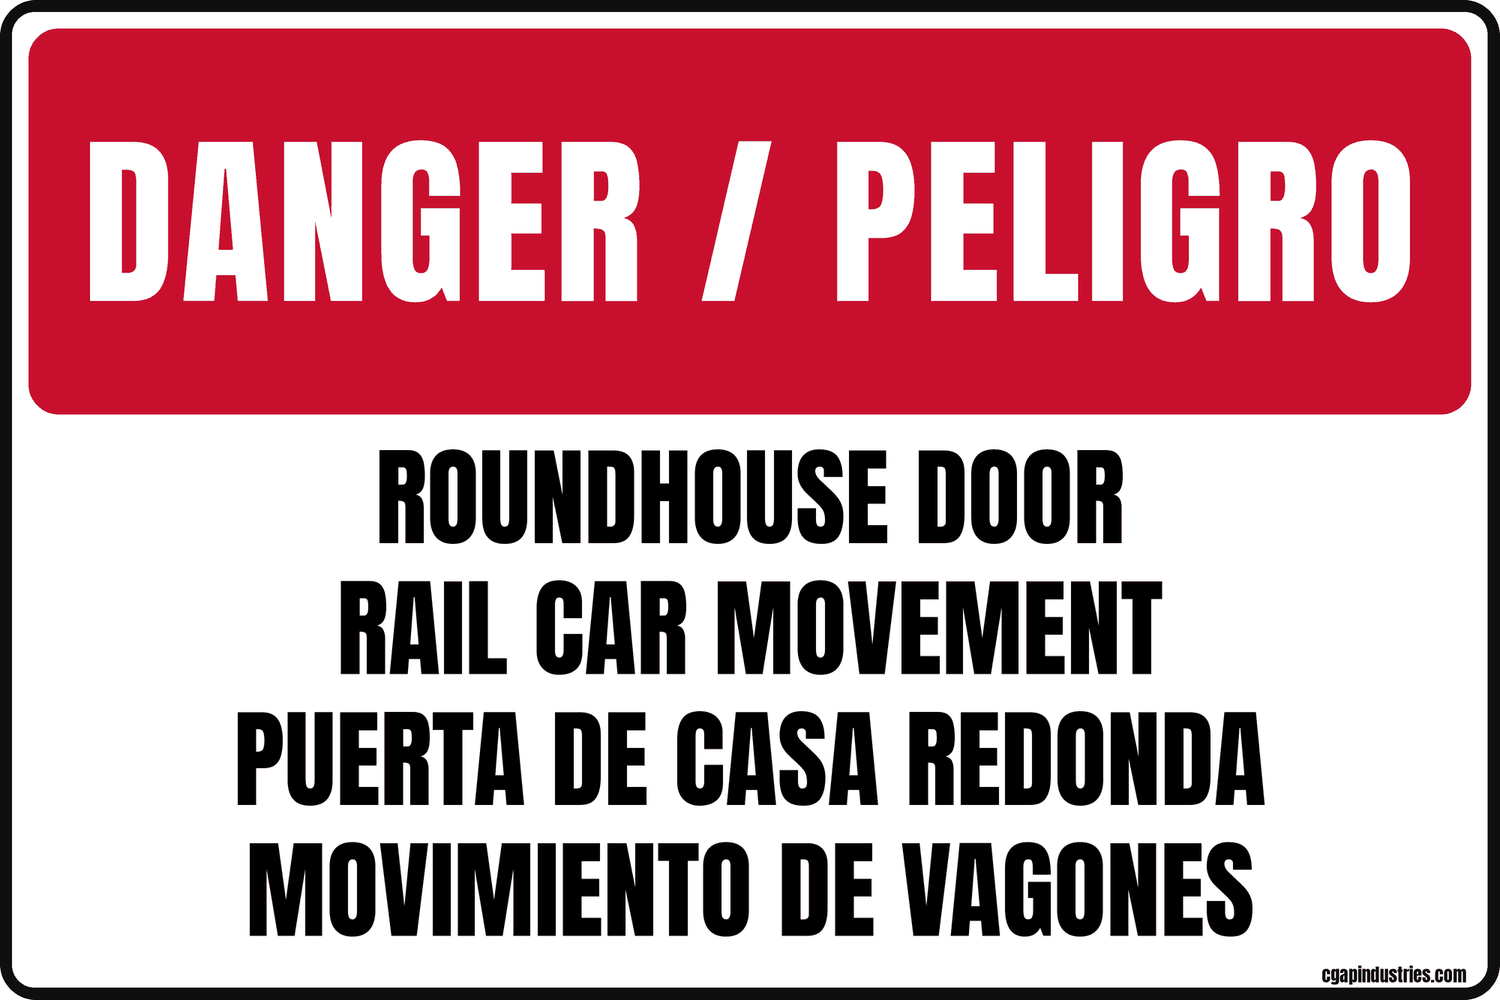 DANGER / PELIGRO
ROUNDHOUSE DOOR
RAIL CAR MOVEMENT
PUERTA DE CASA REDONDA
MOVIMIENTO DE VAGONES
cgapindustries.com